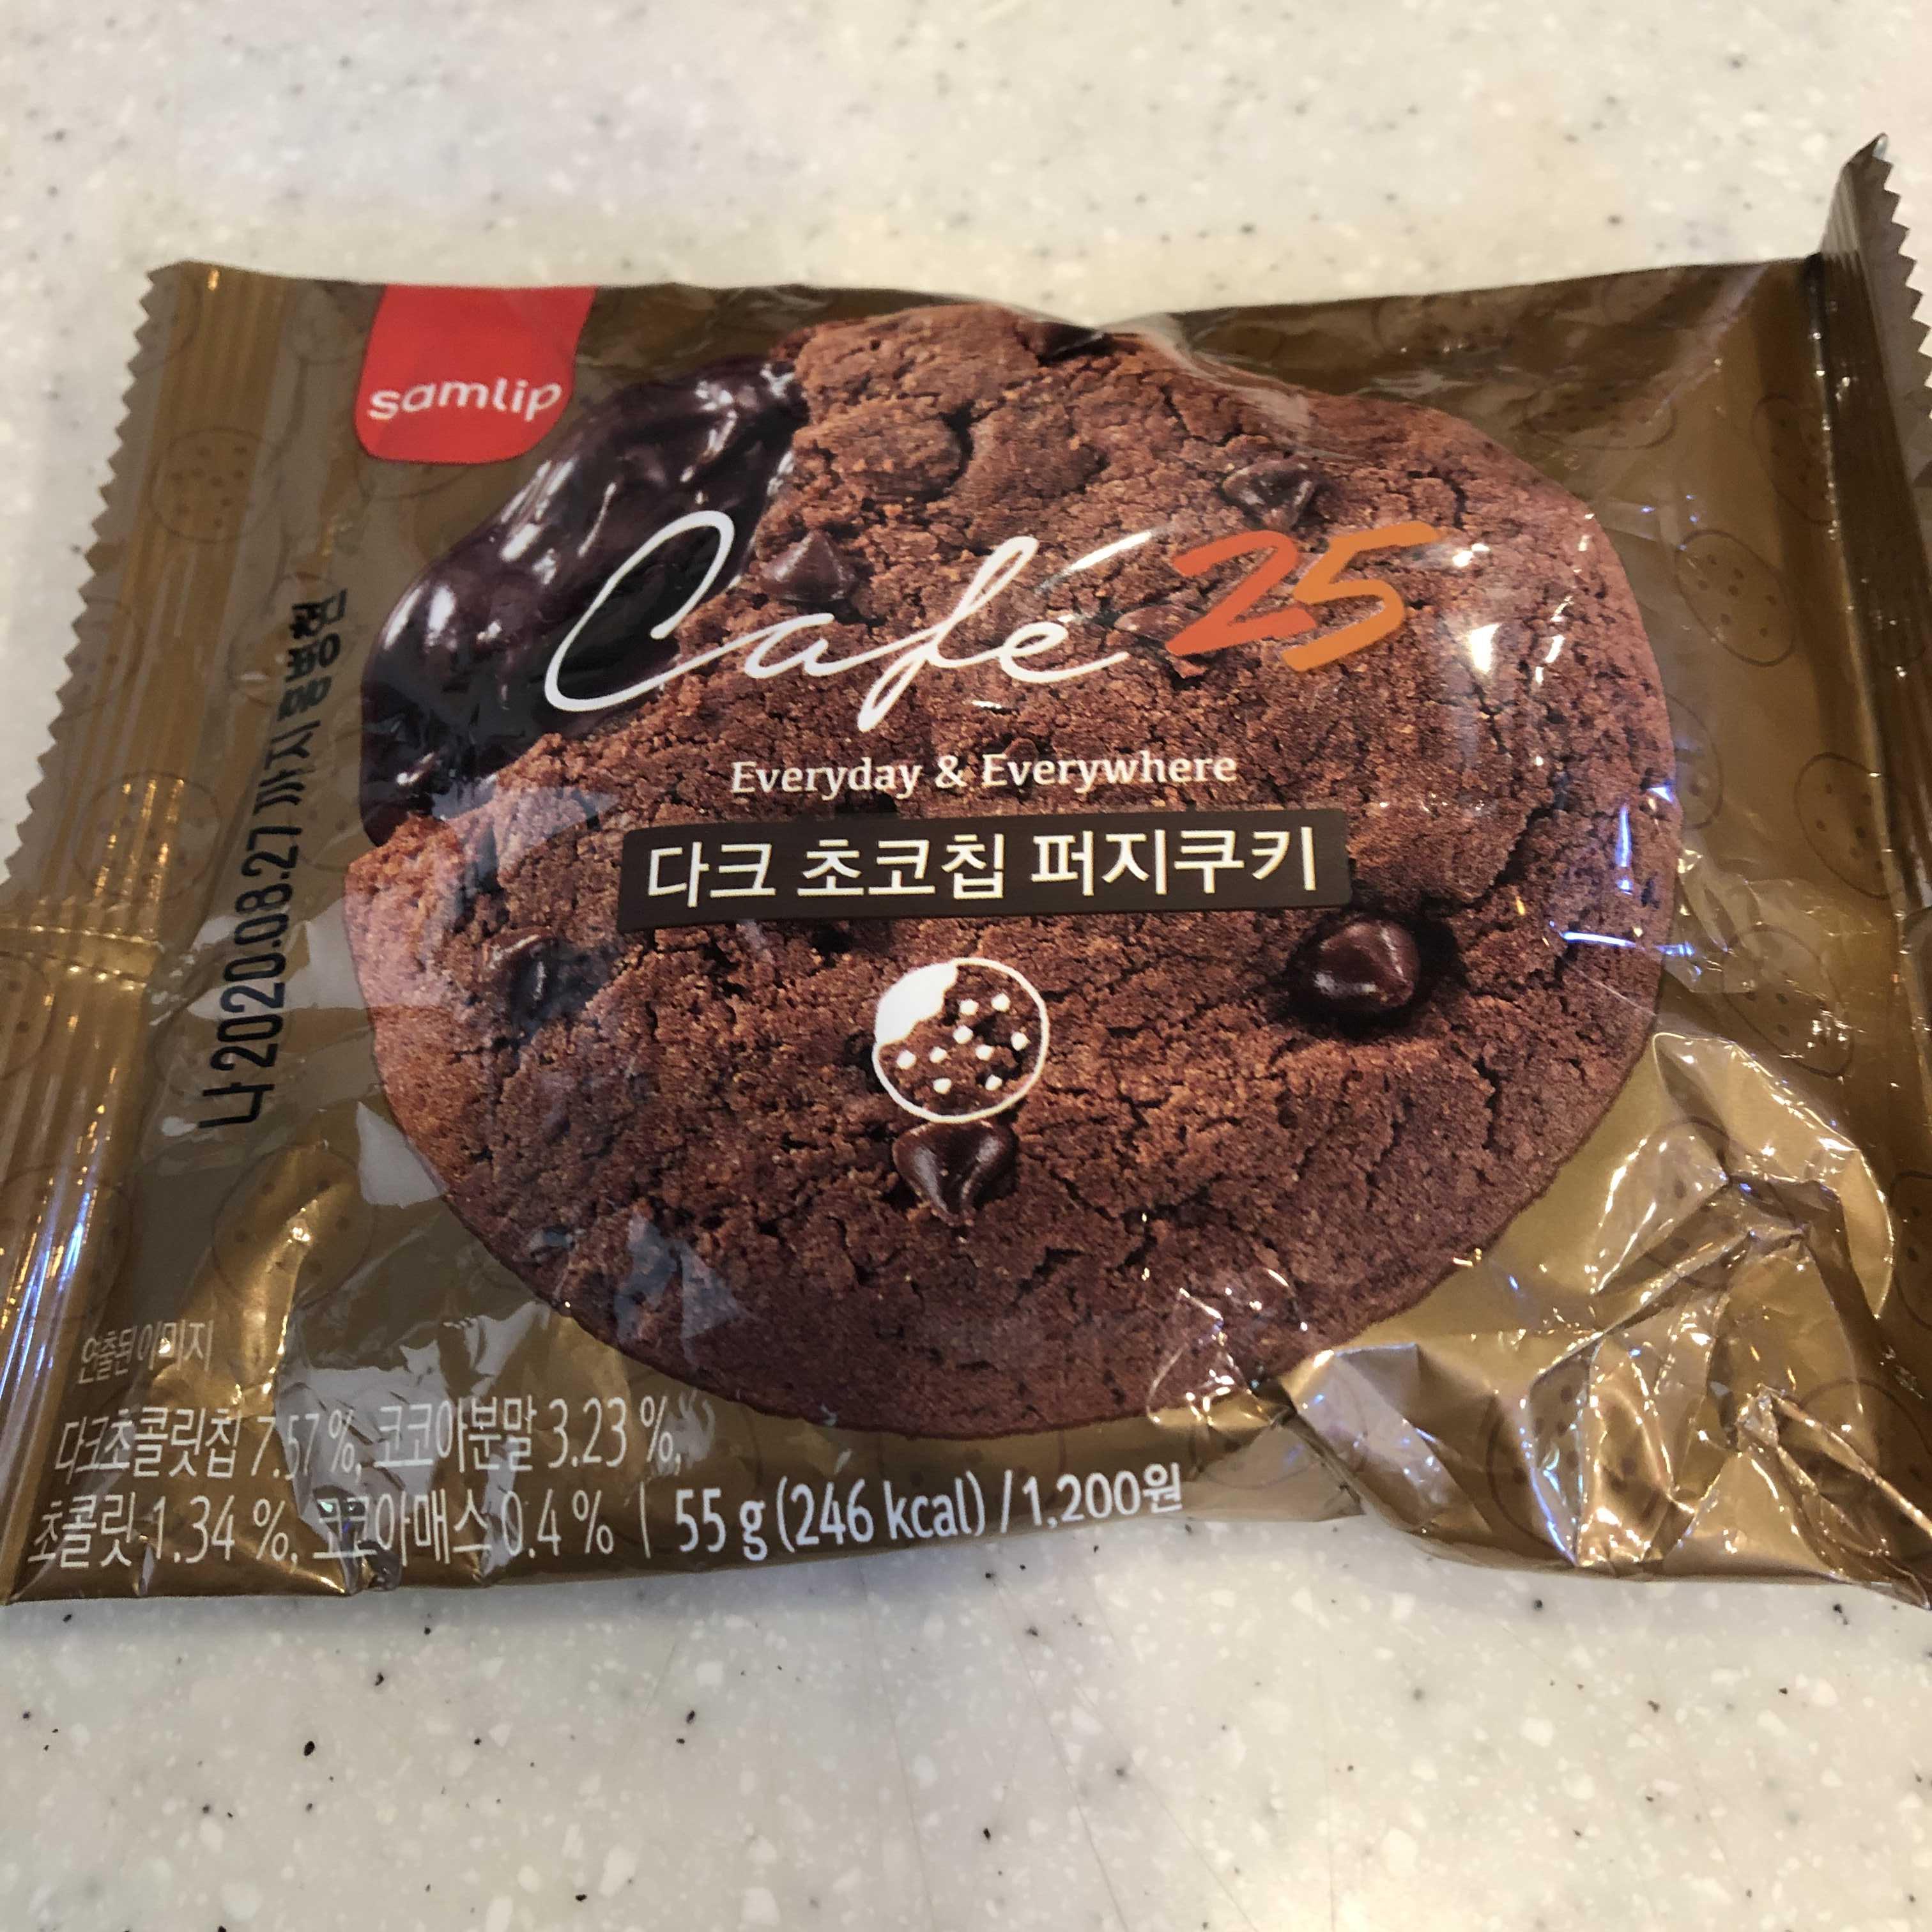 samlip
Café 25
Everyday & Everywhere
다크 초코칩 퍼지쿠키
나 2020.08.27 까지
연출된 이미지
다크초콜릿칩 7.57 %, 코코아분말 3.23 %,
초콜릿 1.34 %, 코코아매스 0.4 % | 55 g (246 kcal) / 1,200원